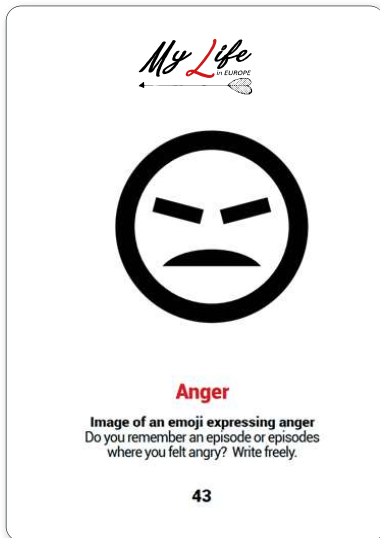 My Life
in EUROPE
Anger
Image of an emoji expressing anger
Do you remember an episode or episodes
where you felt angry? Write freely.
43